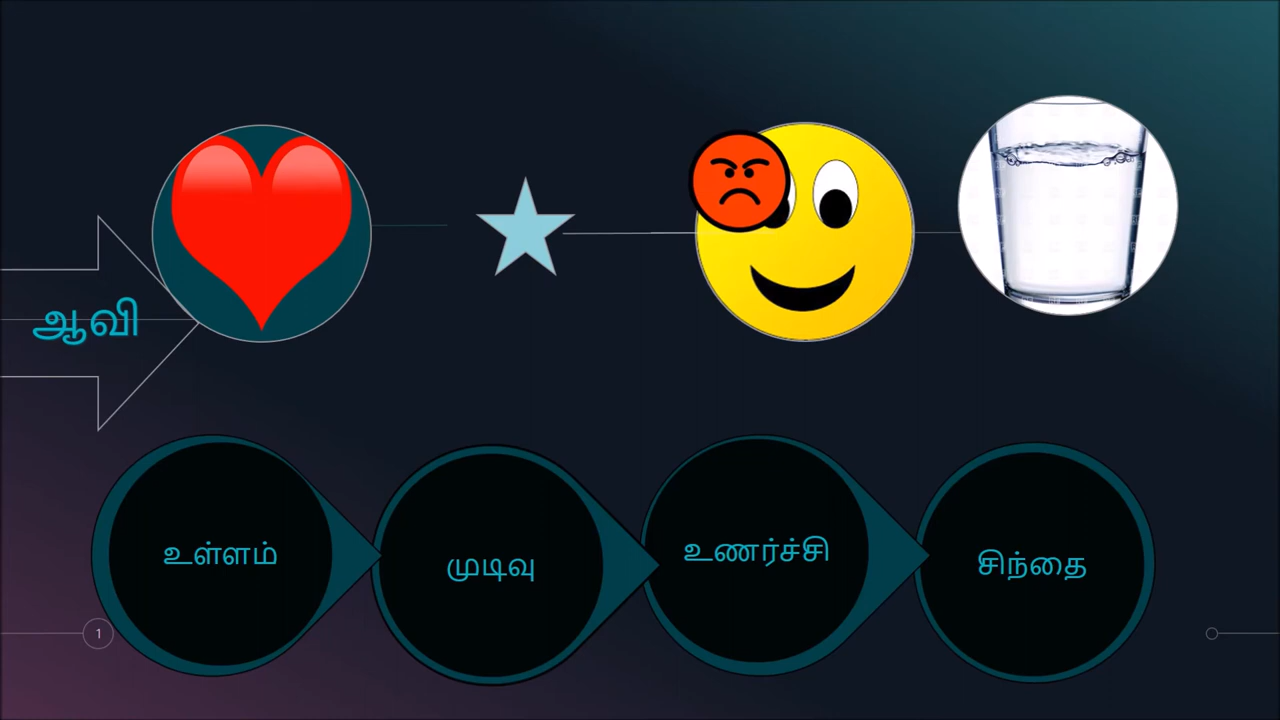 ஆவி
உள்ளம்
முடிவு
உணர்ச்சி
சிந்தை
1